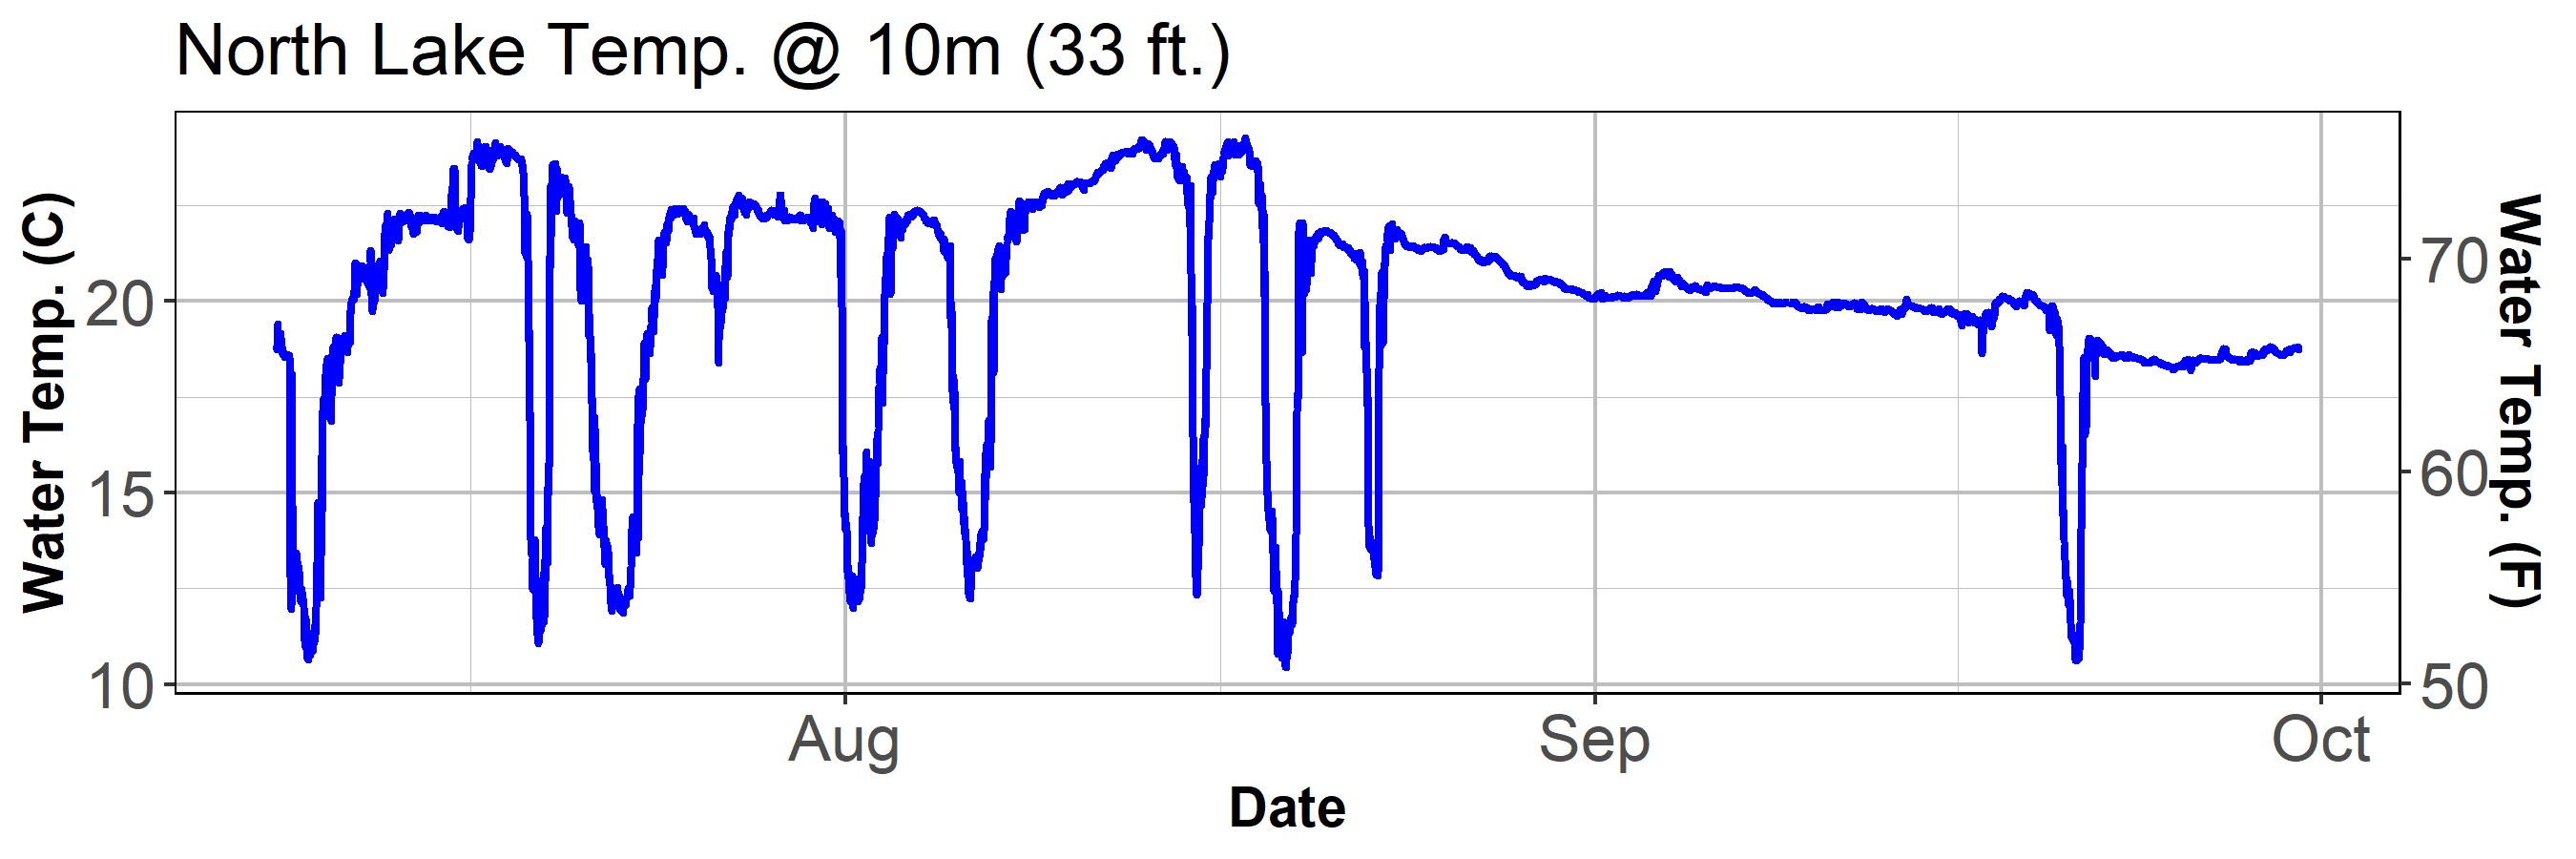 North Lake Temp. @ 10m (33 ft.)
Water Temp. (C)
20
15
10
70
60
50
Water Temp. (F)
Aug
Sep
Oct
Date